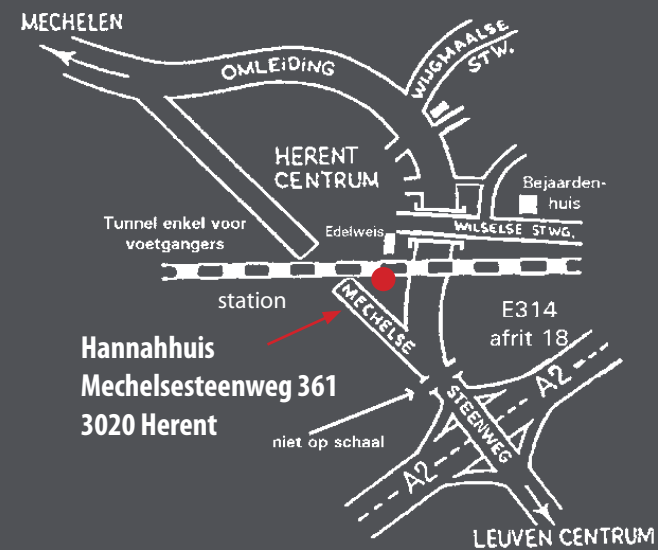 MECHELEN
OMLEIDING
WIJGMAALSE
STW.
HERENT
CENTRUM
Bejaarden-
huis
Tunnel enkel voor
voetgangers
Edelweis
WILSELSE STWG.
station
MECHELSE
E314
afrit 18
Hannahhuis
Mechelsesteenweg 361
3020 Herent
A2
STEENWEG
niet op schaal
A2
LEUVEN CENTRUM